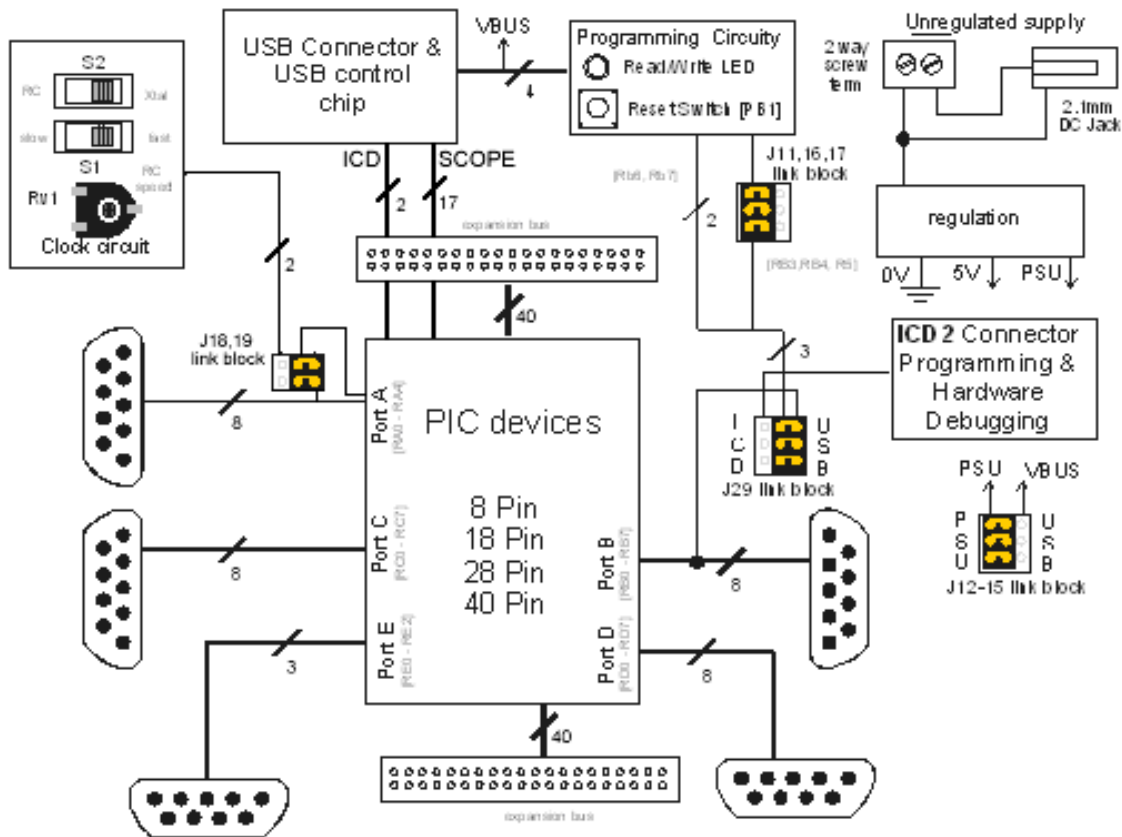 S2
RC
Xtal
slow
fast
S1
RC
speed
Rv1
Clock circuit
USB Connector &
USB control
chip
VBUS
4
Programming Circuity
Read/Write LED
Reset Switch [PB1]
Unregulated supply
2 way
screw
term
2.1mm
DC Jack
regulation
0V
5V
PSU
ICD
SCOPE
2
17
expansion bus
40
[Rb6, Rb7]
2
J11,16,17
link block
[RB3,RB4, R5]
3
2
J18,19
link block
8
ICD 2 Connector
Programming &
Hardware
Debugging
I
C
D
U
S
B
J29 link block
PSU
VBUS
P
S
U
U
S
B
J12-15 link block
PIC devices
8 Pin
18 Pin
28 Pin
40 Pin
Port A
[RA0 - RA4]
Port C
[RC0 - RC7]
Port E
[RE0 - RE2]
Port B
[RB0 - RB7]
Port D
[RD0 - RD7]
8
8
3
8
40
expansion bus